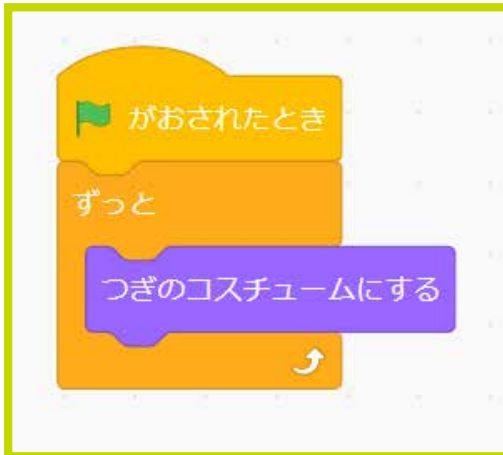 がおされたとき
ずっと
つぎのコスチュームにする